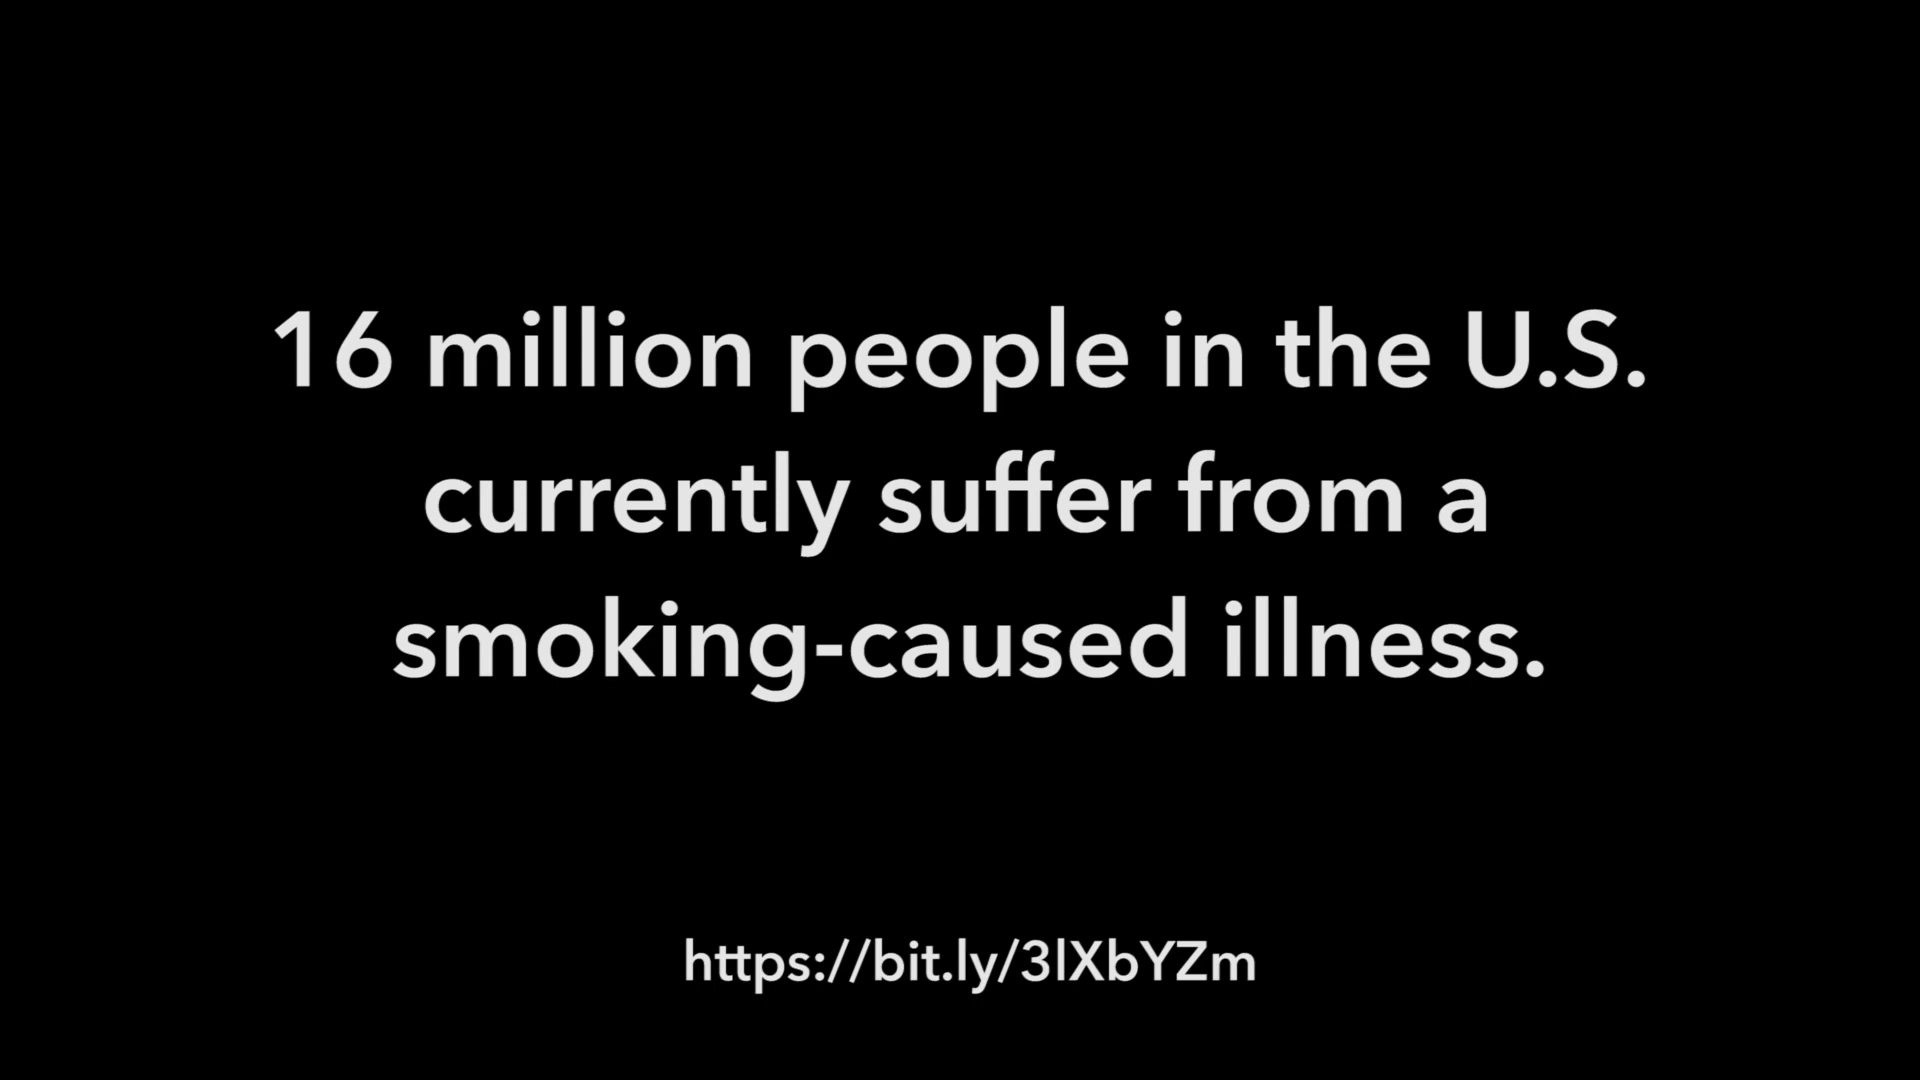 16 million people in the U.S.
currently suffer from a
smoking-caused illness.
https://bit.ly/3lXbYZm